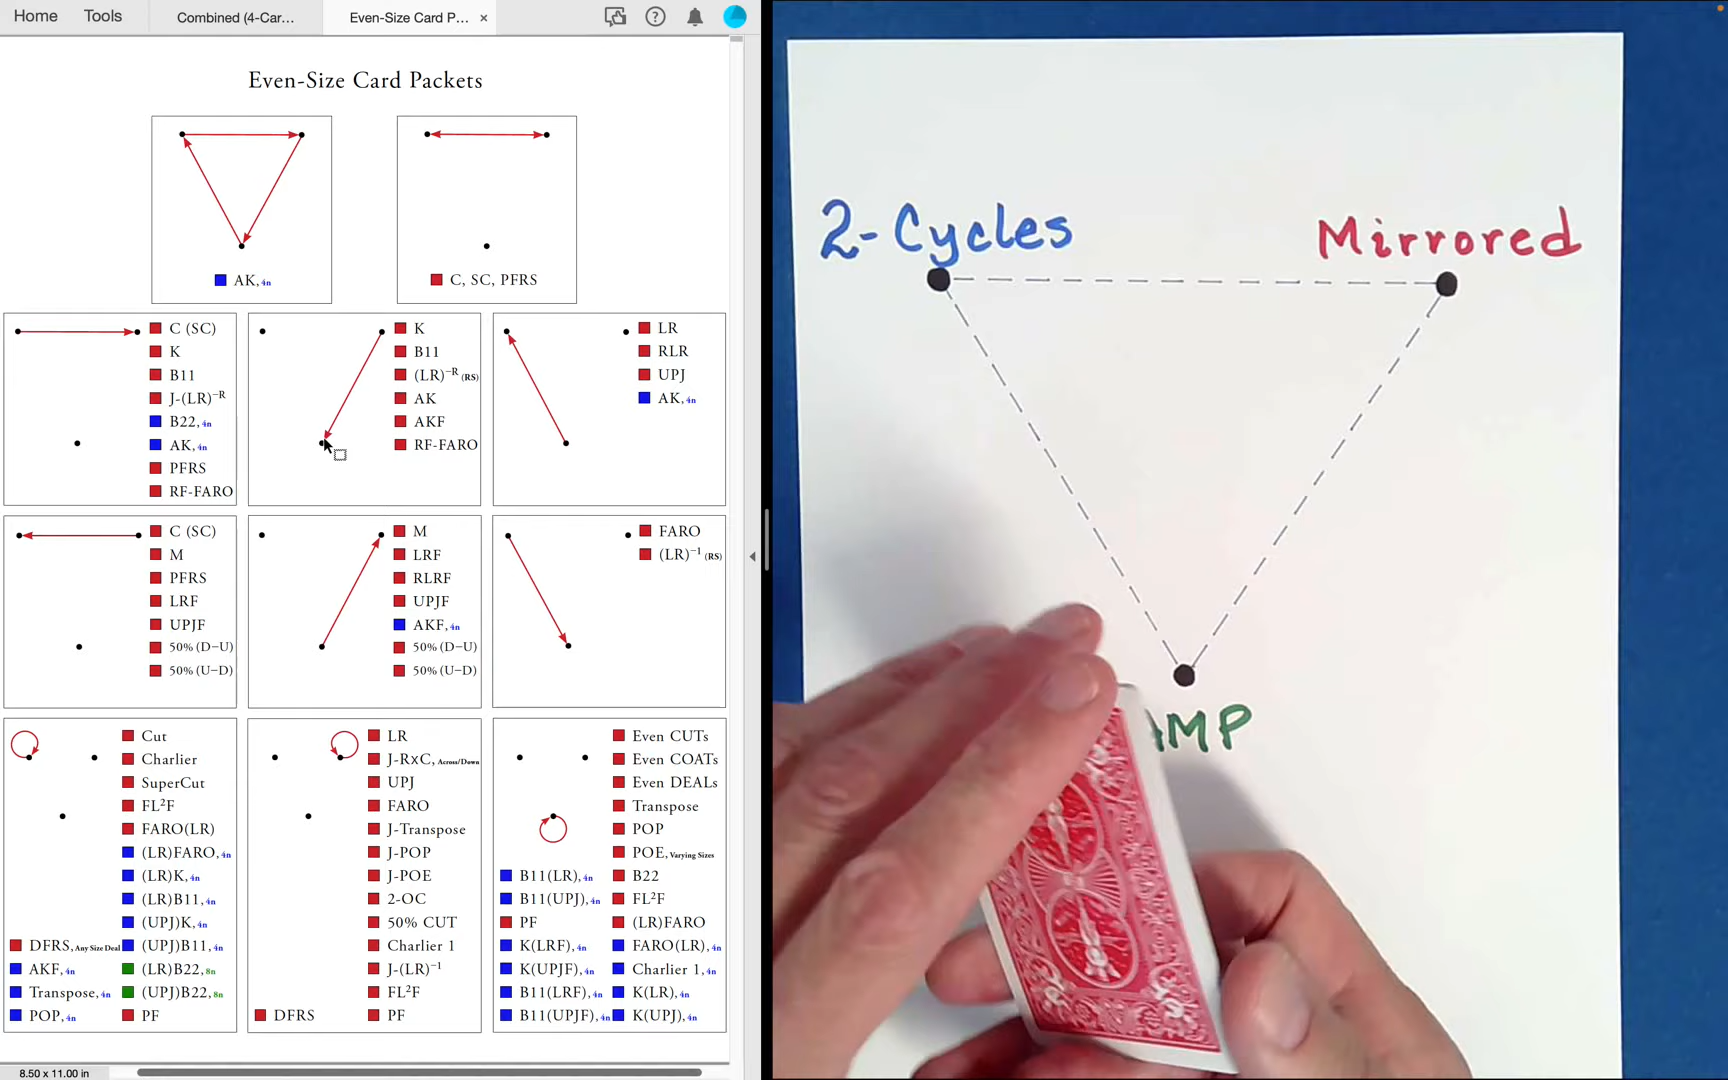 Home Tools Combined (4-Car... Even-Size Card P... ×
Even-Size Card Packets
AK, 4n
C, SC, PFRS
C (SC)
K
B11
J-(LR)⁻ᴿ
B22, 4n
AK, 4n
PFRS
RF-FARO
K
B11
(LR)⁻ᴿ (RS)
AK
AKF
RF-FARO
LR
RLR
UPJ
AK, 4n
C (SC)
M
PFRS
LRF
UPJF
50% (D–U)
50% (U–D)
M
LRF
RLRF
UPJF
AKF, 4n
50% (D–U)
50% (U–D)
FARO
(LR)⁻¹ (RS)
Cut
Charlier
SuperCut
FL²F
FARO(LR)
(LR)FARO, 4n
(LR)K, 4n
(LR)B11, 4n
(UPJ)K, 4n
DFRS, Any Size Deal (UPJ)B11, 4n
AKF, 4n (LR)B22, 8n
Transpose, 4n (UPJ)B22, 8n
POP, 4n PF
LR
J-RxC, Across/Down
UPJ
FARO
J-Transpose
J-POP
J-POE
2-OC
50% CUT
Charlier 1
J-(LR)⁻¹
FL²F
DFRS PF
Even CUTs
Even COATs
Even DEALs
Transpose
POP
POE, Varying Sizes
B11(LR), 4n B22
B11(UPJ), 4n FL²F
PF (LR)FARO
K(LRF), 4n FARO(LR), 4n
K(UPJF), 4n Charlier 1, 4n
B11(LRF), 4n K(LR), 4n
B11(UPJF), 4n K(UPJ), 4n
8.50 x 11.00 in
2-Cycles Mirrored
AMP